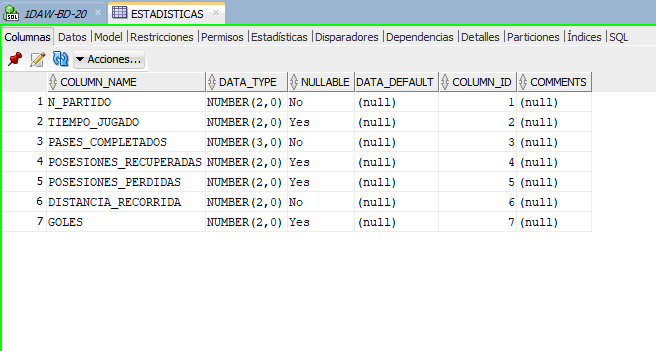 1DAW-BD-20 ESTADISTICAS
Columnas Datos Model Restricciones Permisos Estadísticas Disparadores Dependencias Detalles Particiones Índices SQL
Acciones...
COLUMN_NAME DATA_TYPE NULLABLE DATA_DEFAULT COLUMN_ID COMMENTS
1 N_PARTIDO NUMBER(2,0) No (null) 1 (null)
2 TIEMPO_JUGADO NUMBER(2,0) Yes (null) 2 (null)
3 PASES_COMPLETADOS NUMBER(3,0) No (null) 3 (null)
4 POSESIONES_RECUPERADAS NUMBER(2,0) Yes (null) 4 (null)
5 POSESIONES_PERDIDAS NUMBER(2,0) Yes (null) 5 (null)
6 DISTANCIA_RECORRIDA NUMBER(2,0) No (null) 6 (null)
7 GOLES NUMBER(2,0) Yes (null) 7 (null)